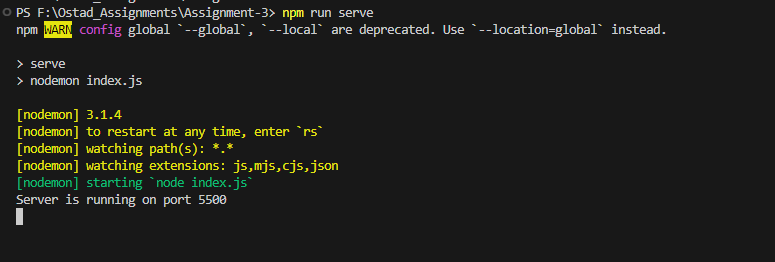 PS F:\Ostad_Assignments\Assignment-3> npm run serve
npm WARN config global `--global`, `--local` are deprecated. Use `--location=global` instead.
> serve
> nodemon index.js
[nodemon] 3.1.4
[nodemon] to restart at any time, enter `rs`
[nodemon] watching path(s): *.*
[nodemon] watching extensions: js,mjs,cjs,json
[nodemon] starting `node index.js`
Server is running on port 5500